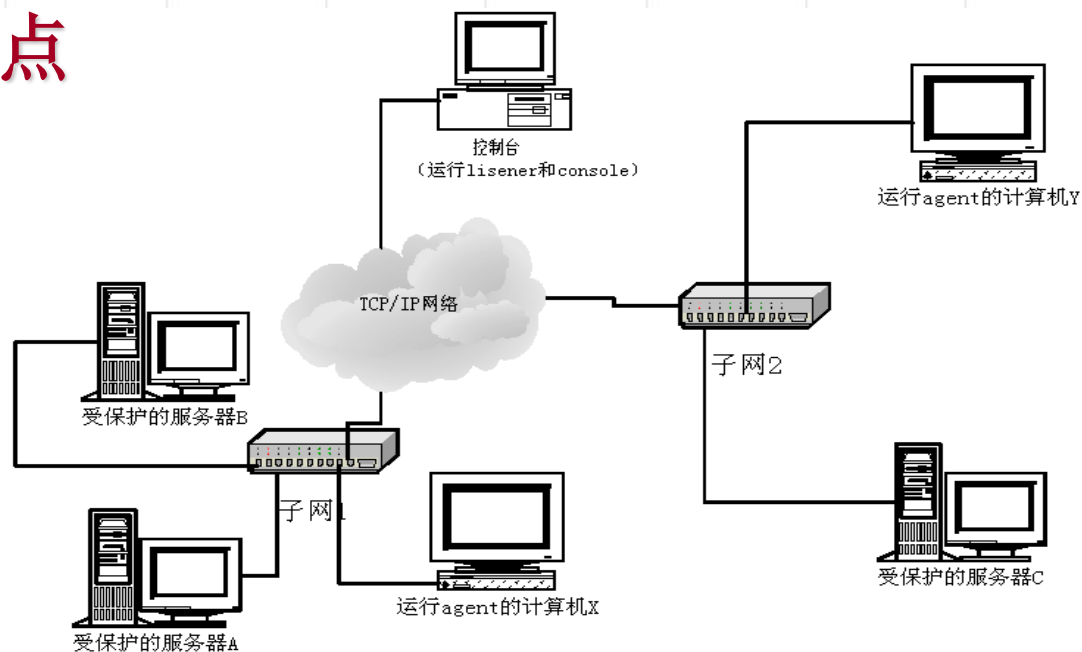 点
控制台
（运行lisener和console）
运行agent的计算机Y
TCP/IP网络
子网2
受保护的服务器B
子网1
受保护的服务器C
运行agent的计算机X
受保护的服务器A